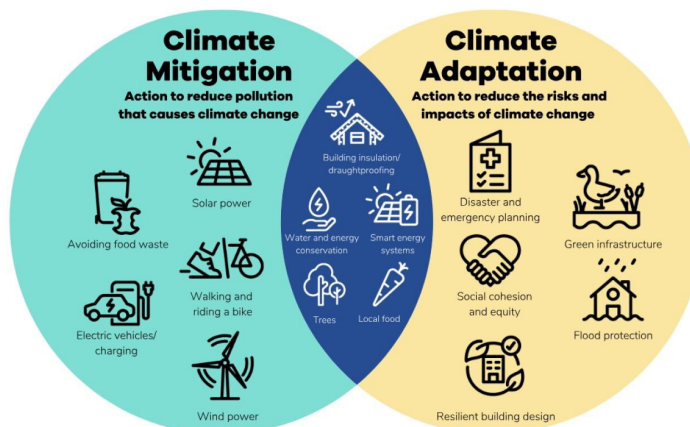 Climate
Mitigation
Action to reduce pollution
that causes climate change
Solar power
Avoiding food waste
Walking and
riding a bike
Electric vehicles/
charging
Wind power
Building insulation/
draughtproofing
Water and energy
conservation
Smart energy
systems
Trees
Local food
Climate
Adaptation
Action to reduce the risks and
impacts of climate change
Disaster and
emergency planning
Green infrastructure
Social cohesion
and equity
Flood protection
Resilient building design